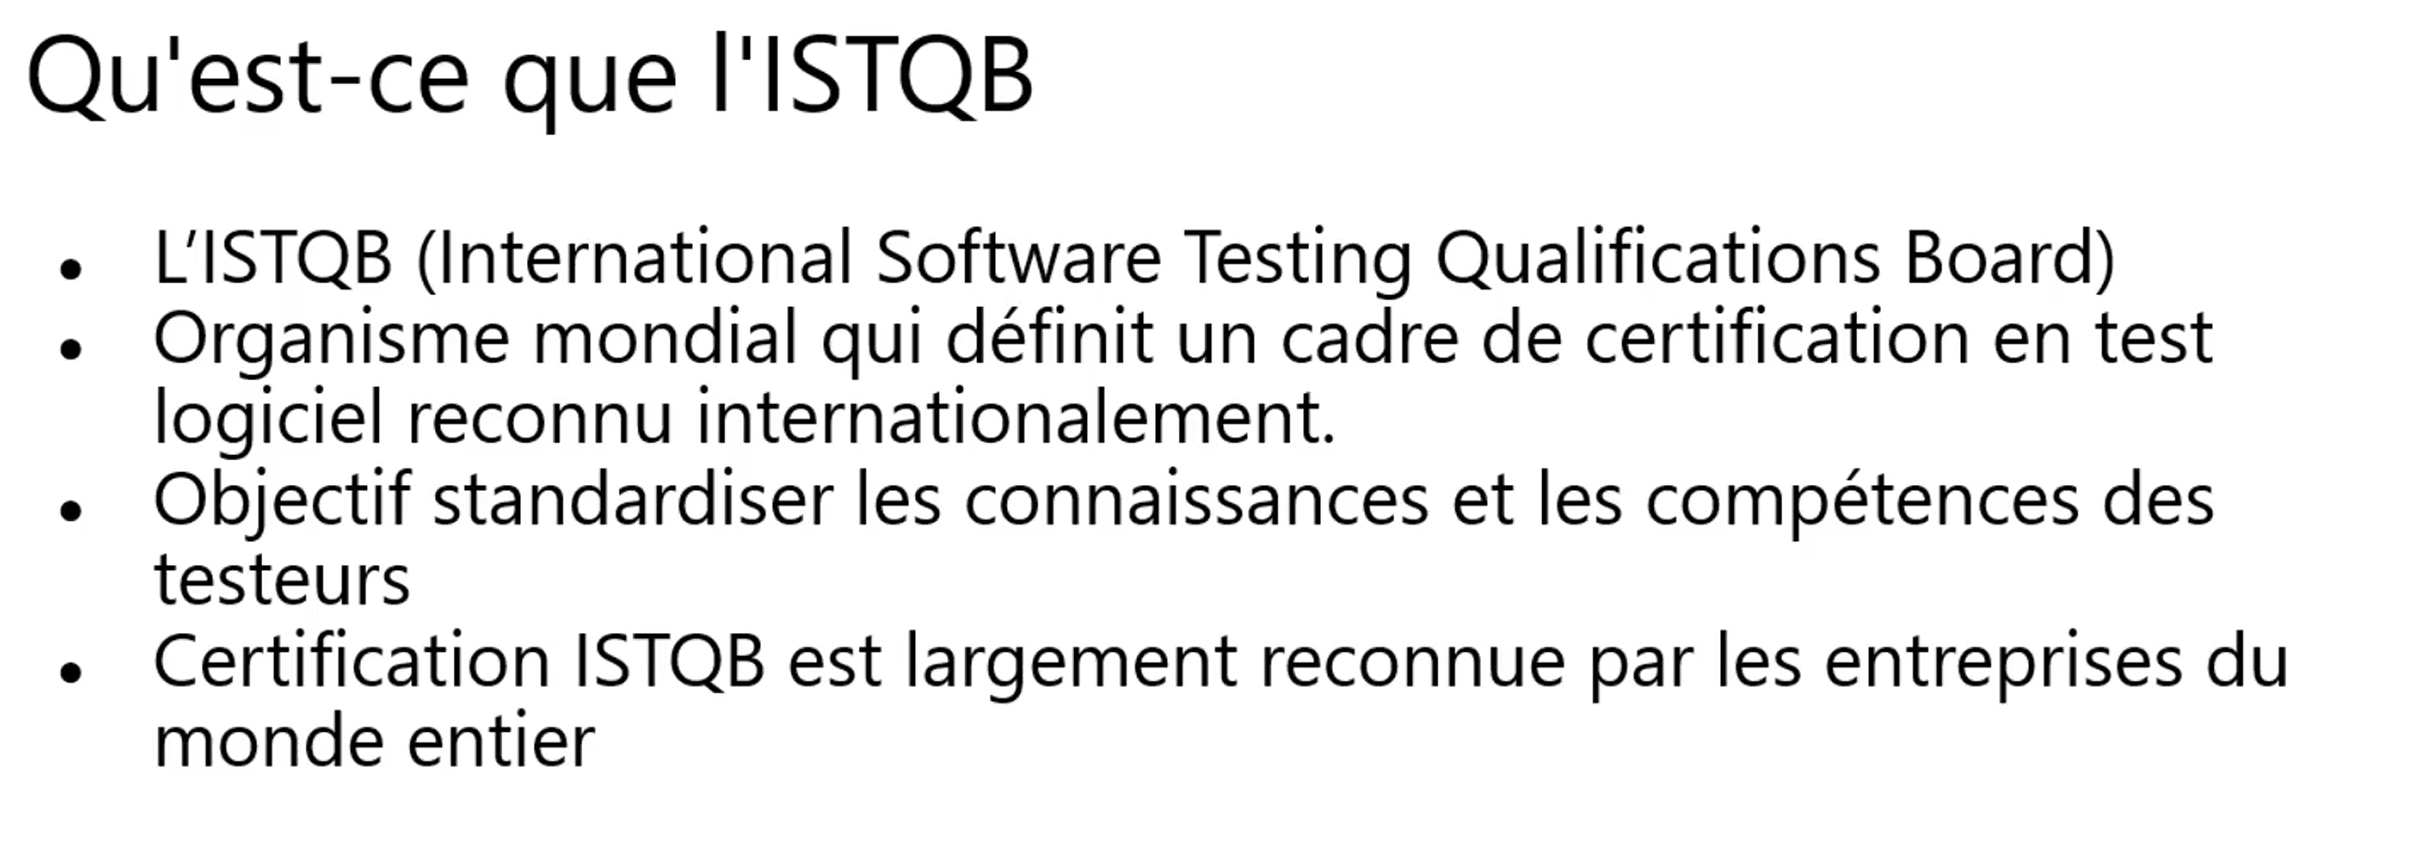 Qu'est-ce que l'ISTQB
• L’ISTQB (International Software Testing Qualifications Board)
• Organisme mondial qui définit un cadre de certification en test
logiciel reconnu internationalement.
• Objectif standardiser les connaissances et les compétences des
testeurs
• Certification ISTQB est largement reconnue par les entreprises du
monde entier